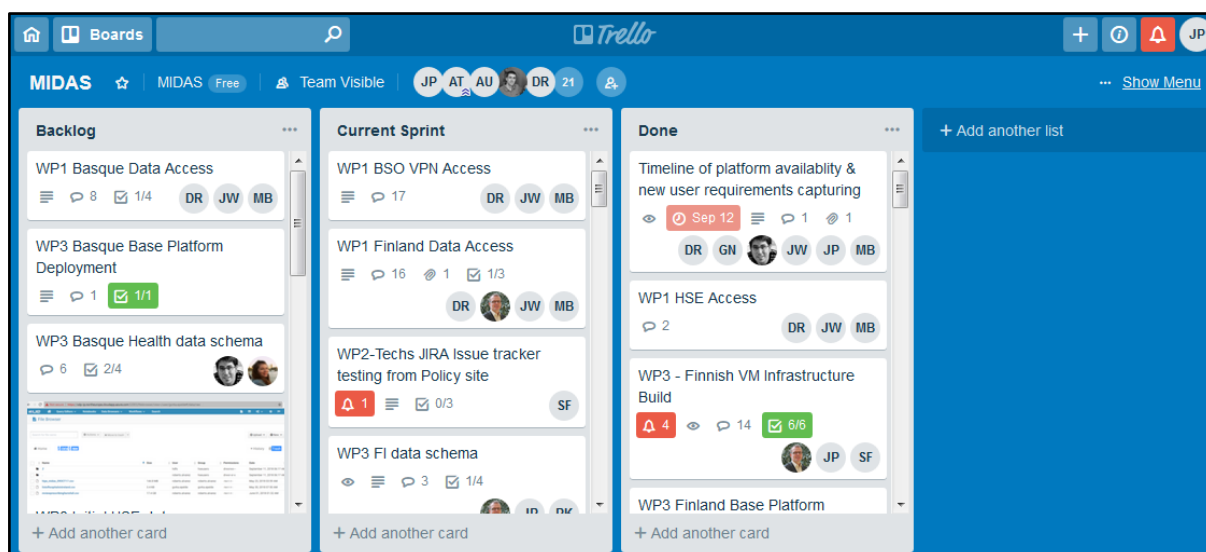 Boards
Trello
JP
MIDAS
MIDAS Free
Team Visible
JP AT AU DR 21
... Show Menu
Backlog ...
WP1 Basque Data Access
8 1/4 DR JW MB
WP3 Basque Base Platform
Deployment
1 1/1
WP3 Basque Health data schema
6 2/4
+ Add another card
Current Sprint ...
WP1 BSO VPN Access
17 DR JW MB
WP1 Finland Data Access
16 1 1/3
DR JW MB
WP2-Techs JIRA Issue tracker
testing from Policy site
1 0/3 SF
WP3 FI data schema
3 1/4
JP PK
+ Add another card
Done ...
Timeline of platform availablity &
new user requirements capturing
Sep 12 1 1
DR GN JW JP MB
WP1 HSE Access
2 DR JW MB
WP3 - Finnish VM Infrastructure
Build
4 14 6/6
JP SF
WP3 Finland Base Platform
+ Add another card
+ Add another list